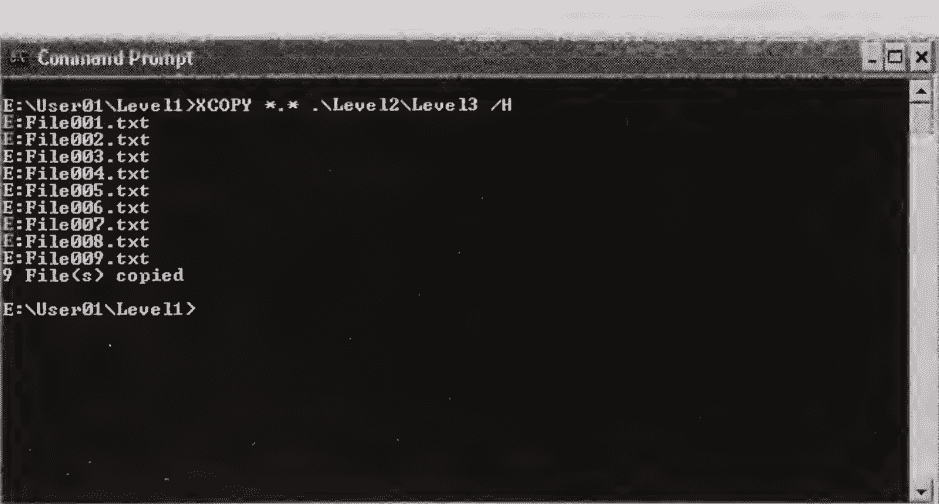 Command Prompt
E:\User01\Level1>XCOPY *.* .\Level2\Level3 /H
E:File001.txt
E:File002.txt
E:File003.txt
E:File004.txt
E:File005.txt
E:File006.txt
E:File007.txt
E:File008.txt
E:File009.txt
9 File(s) copied
E:\User01\Level1>